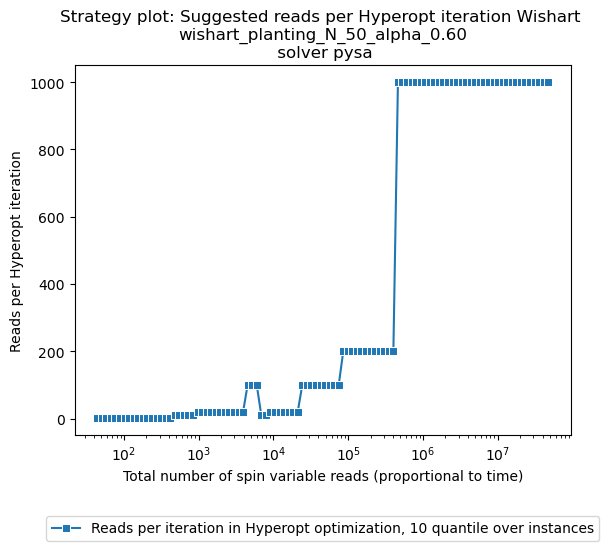 Strategy plot: Suggested reads per Hyperopt iteration Wishart
wishart_planting_N_50_alpha_0.60
solver pysa
Reads per Hyperopt iteration
1000
800
600
400
200
0
10² 10³ 10⁴ 10⁵ 10⁶ 10⁷
Total number of spin variable reads (proportional to time)
Reads per iteration in Hyperopt optimization, 10 quantile over instances